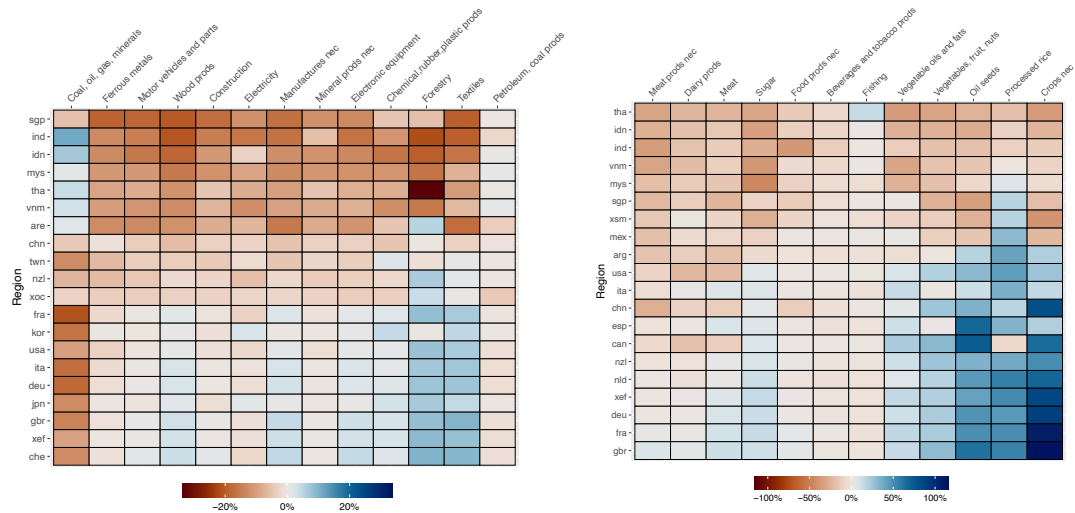 Coal, oil, gas, minerals
Ferrous metals
Motor vehicles and parts
Wood prods
Construction
Electricity
Manufactures nec
Mineral prods nec
Electronic equipment
Chemical,rubber,plastic prods
Forestry
Textiles
Petroleum, coal prods
Region
sgp
ind
idn
mys
tha
vnm
are
chn
twn
nzl
xoc
fra
kor
usa
ita
deu
jpn
gbr
xef
che
−20%
0%
20%
Meat prods nec
Dairy prods
Meat
Sugar
Food prods nec
Beverages and tobacco prods
Fishing
Vegetable oils and fats
Vegetables, fruit, nuts
Oil seeds
Processed rice
Crops nec
Region
tha
idn
ind
vnm
mys
sgp
xsm
mex
arg
usa
ita
chn
esp
can
nzl
nld
xef
deu
fra
gbr
−100%
−50%
0%
50%
100%